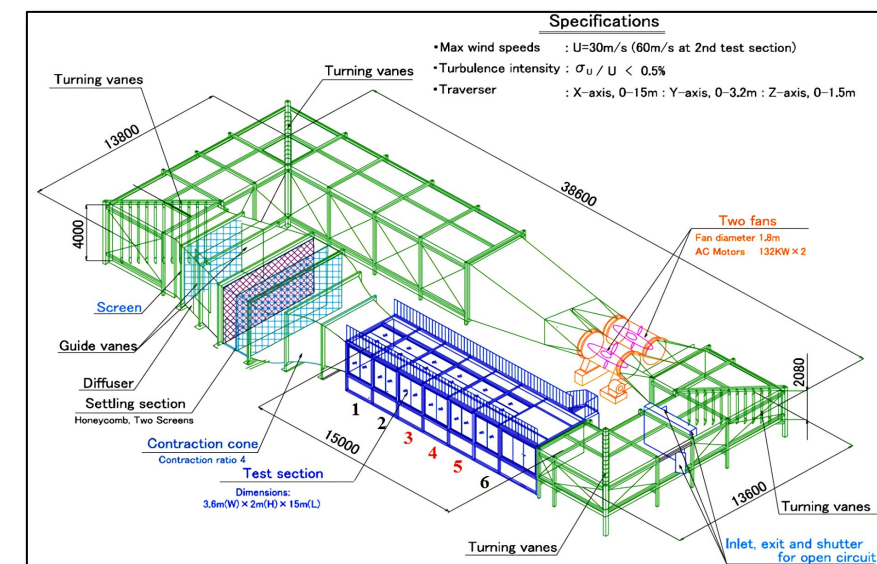 Specifications
•Max wind speeds : U=30m/s (60m/s at 2nd test section)
•Turbulence intensity : σU / U < 0.5%
•Traverser : X-axis, 0-15m : Y-axis, 0-3.2m : Z-axis, 0-1.5m
Turning vanes
Turning vanes
13800
38600
4000
Two fans
Fan diameter 1.8m
AC Motors 132KW×2
Screen
Guide vanes
Diffuser
Settling section
Honeycomb, Two Screens
Contraction cone
Contraction ratio 4
Test section
Dimensions:
3.6m(W)×2m(H)×15m(L)
15000
1
2
3
4
5
6
2080
13600
Turning vanes
Turning vanes
Inlet, exit and shutter
for open circuit